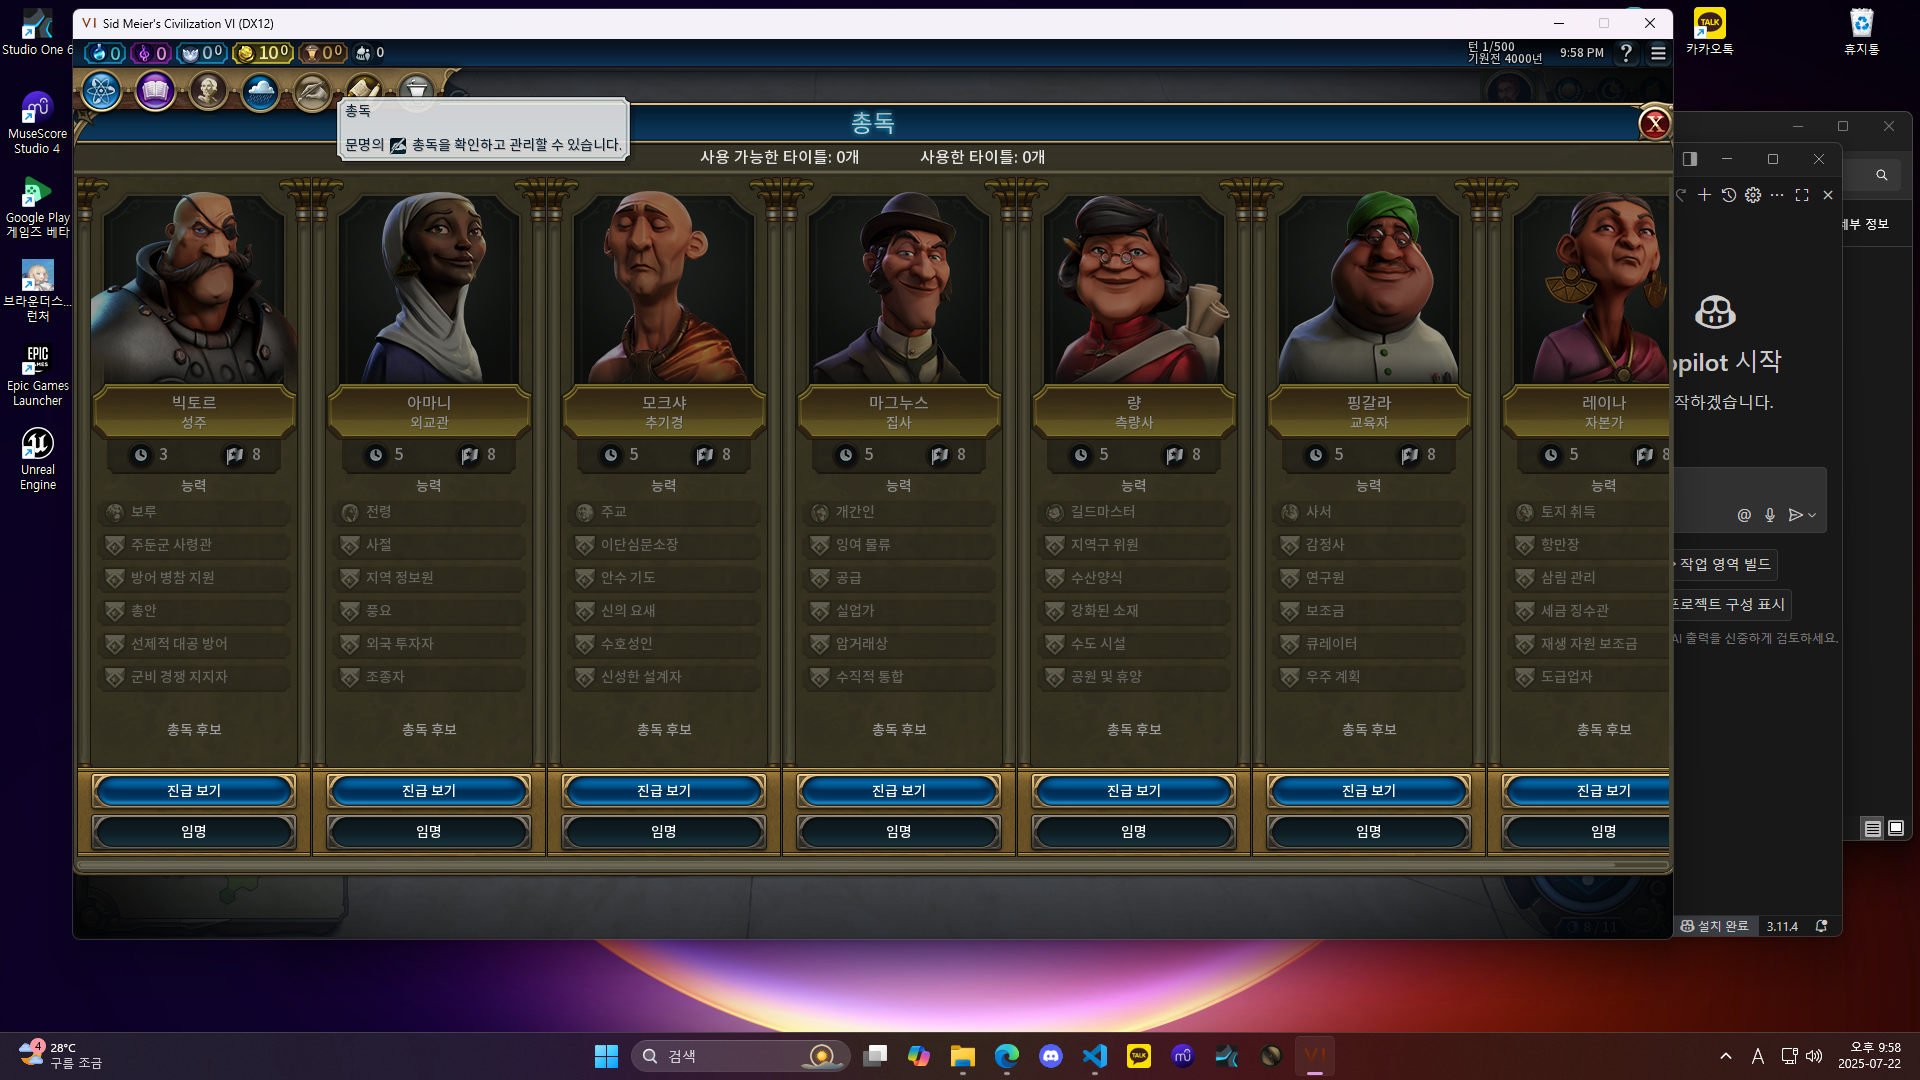 Studio One 6
MuseScore
Studio 4
Google Play
게임즈 베타
브라운더스...
런처
EPIC
GAMES
Epic Games
Launcher
Unreal
Engine
VI Sid Meier's Civilization VI (DX12)
0 0 0⁰ 10⁰ 0⁰ 0
턴 1/500
기원전 4000년
9:58 PM
?
총독
문명의 총독을 확인하고 관리할 수 있습니다.
총독
X
사용 가능한 타이틀: 0개 사용한 타이틀: 0개
빅토르
성주
3 8
능력
보루
주둔군 사령관
방어 병참 지원
총안
선제적 대공 방어
군비 경쟁 지지자
총독 후보
진급 보기
임명
아마니
외교관
5 8
능력
전령
사절
지역 정보원
풍요
외국 투자자
조종자
총독 후보
진급 보기
임명
모크샤
추기경
5 8
능력
주교
이단심문소장
안수 기도
신의 요새
수호성인
신성한 설계자
총독 후보
진급 보기
임명
마그누스
집사
5 8
능력
개간인
잉여 물류
공급
실업가
암거래상
수직적 통합
총독 후보
진급 보기
임명
량
측량사
5 8
능력
길드마스터
지역구 위원
수산양식
강화된 소재
수도 시설
공원 및 휴양
총독 후보
진급 보기
임명
핑갈라
교육자
5 8
능력
사서
감정사
연구원
보조금
큐레이터
우주 계획
총독 후보
진급 보기
임명
레이나
자본가
5 8
능력
토지 취득
항만장
삼림 관리
세금 징수관
재생 자원 보조금
도급업자
총독 후보
진급 보기
임명
8/11
TALK
카카오톡
휴지통
세부 정보
opilot 시작
작하겠습니다.
@
작업 영역 빌드
프로젝트 구성 표시
AI 출력을 신중하게 검토하세요.
설치 완료 3.11.4
4
28°C
구름 조금
검색
TALK
VI
A
오후 9:58
2025-07-22